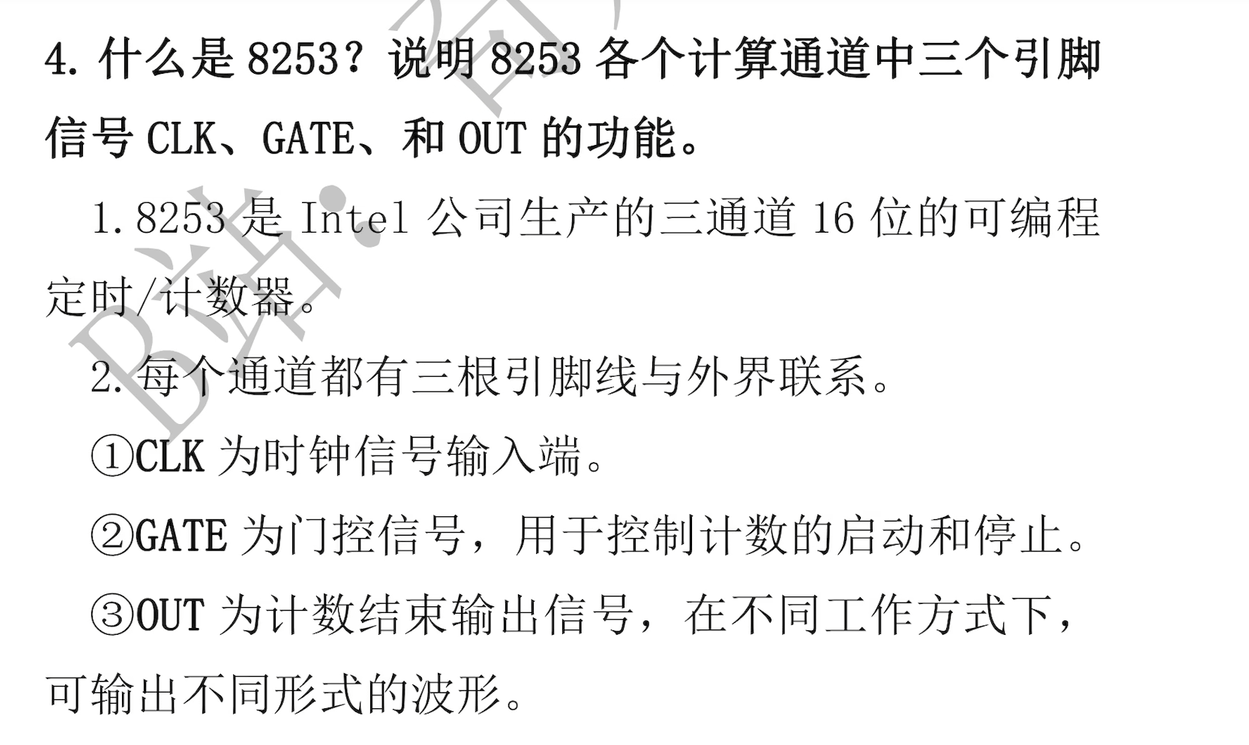 4. 什么是 8253？说明 8253 各个计算通道中三个引脚
信号 CLK、GATE、和 OUT 的功能。
1. 8253 是 Intel 公司生产的三通道 16 位的可编程
定时/计数器。
2. 每个通道都有三根引脚线与外界联系。
①CLK 为时钟信号输入端。
②GATE 为门控信号，用于控制计数的启动和停止。
③OUT 为计数结束输出信号，在不同工作方式下，
可输出不同形式的波形。
B站：